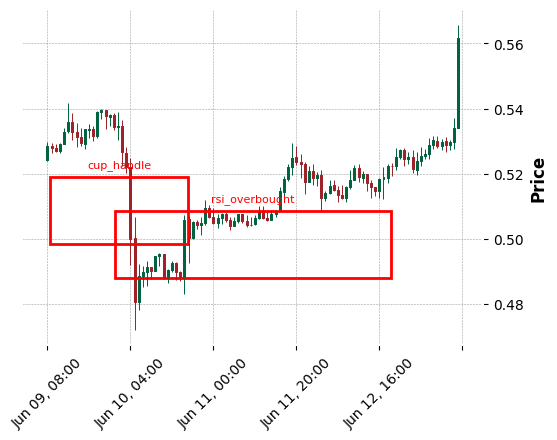 0.56
0.54
cup_handle
0.52
rsi_overbought
0.50
0.48
Price
Jun 09, 08:00
Jun 10, 04:00
Jun 11, 00:00
Jun 11, 20:00
Jun 12, 16:00